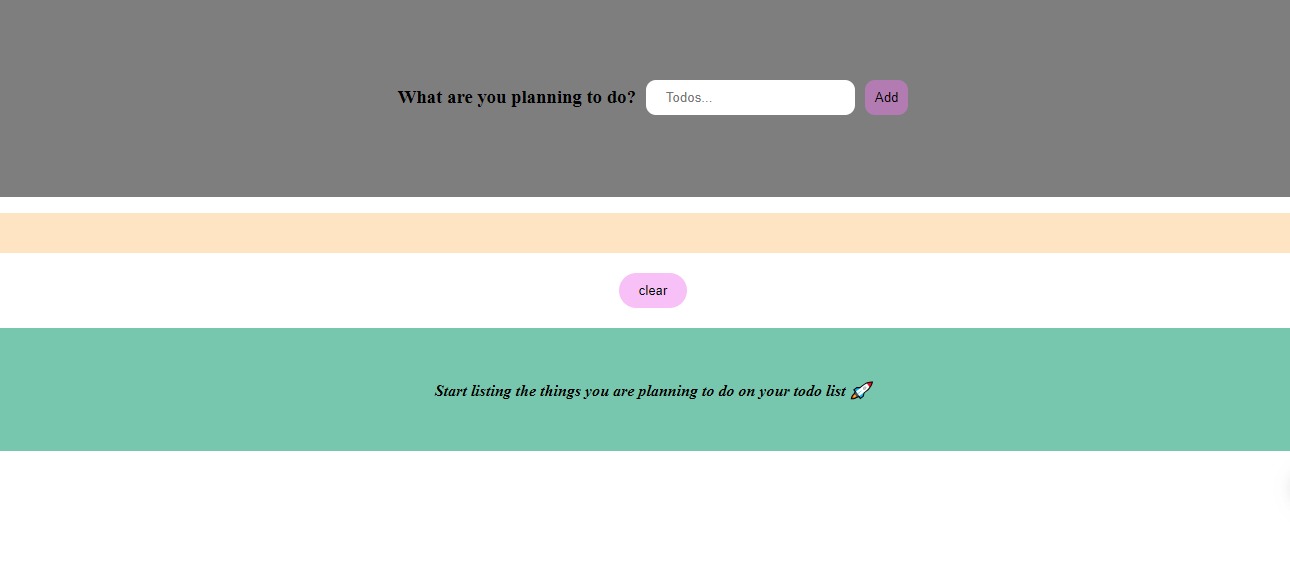 What are you planning to do? Todos... Add
clear
Start listing the things you are planning to do on your todo list 🚀